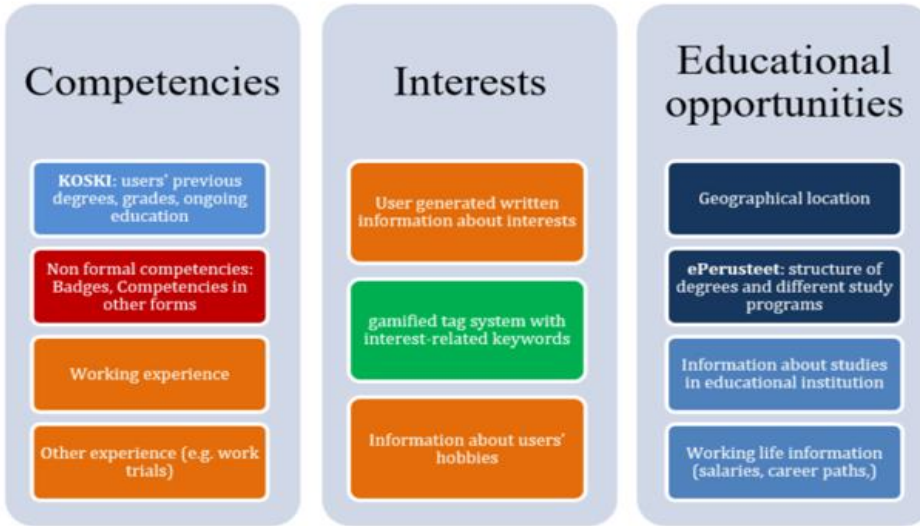 Competencies
KOSKI: users' previous
degrees, grades, ongoing
education
Non formal competencies:
Badges, Competencies in
other forms
Working experience
Other experience (e.g. work
trials)
Interests
User generated written
information about interests
gamified tag system with
interest-related keywords
Information about users'
hobbies
Educational
opportunities
Geographical location
ePerusteet: structure of
degrees and different study
programs
Information about studies
in educational institution
Working life information
(salaries, career paths,)